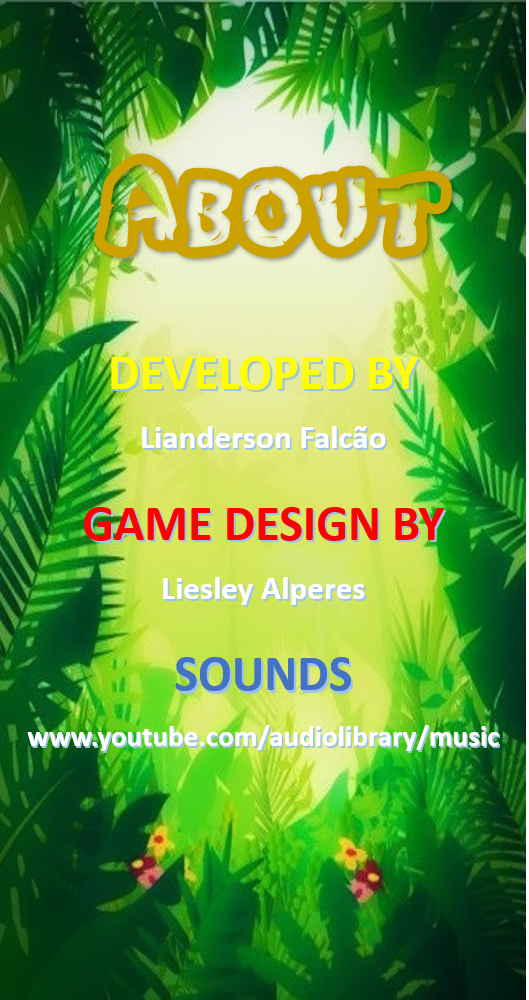 ABOUT
DEVELOPED BY
Lianderson Falcão
GAME DESIGN BY
Liesley Alperes
SOUNDS
www.youtube.com/audiolibrary/music